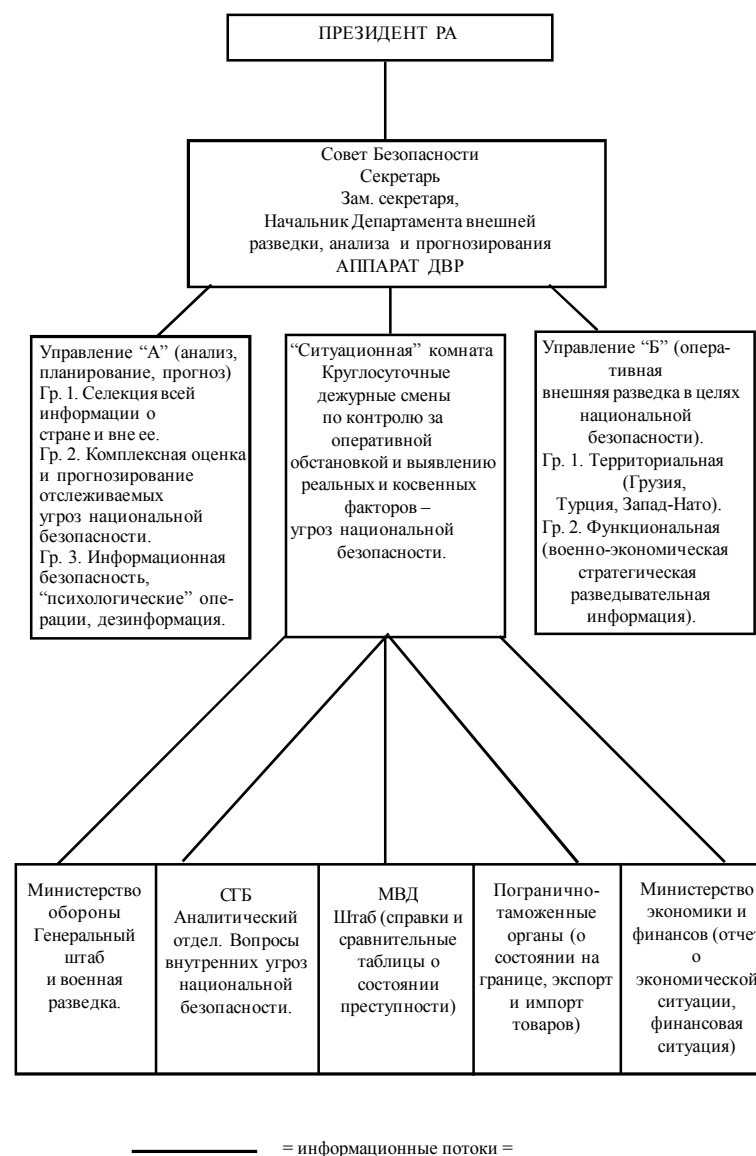 ПРЕЗИДЕНТ РА
Совет Безопасности
Секретарь
Зам. секретаря,
Начальник Департамента внешней
разведки, анализа и прогнозирования
АППАРАТ ДВР
Управление “А” (анализ,
планирование, прогноз)
Гр. 1. Селекция всей
информации о
стране и вне ее.
Гр. 2. Комплексная оценка
и прогнозирование
отслеживаемых
угроз национальной
безопасности.
Гр. 3. Информационная
безопасность,
“психологические” опе-
рации, дезинформация.
“Ситуационная” комната
Круглосуточные
дежурные смены
по контролю за
оперативной
обстановкой и выявлению
реальных и косвенных
факторов –
угроз национальной
безопасности.
Управление “Б” (опера-
тивная
внешняя разведка в целях
национальной
безопасности).
Гр. 1. Территориальная
(Грузия,
Турция, Запад-Нато).
Гр. 2. Функциональная
(военно-экономическая
стратегическая
разведывательная
информация).
Министерство
обороны
Генеральный
штаб
и военная
разведка.
СГБ
Аналитический
отдел. Вопросы
внутренних угроз
национальной
безопасности.
МВД
Штаб (справки и
сравнительные
таблицы о
состоянии
преступности)
Погранично-
таможенные
органы (о
состоянии на
границе, экспорт
и импорт
товаров)
Министерство
экономики и
финансов (отчет
о
экономической
ситуации,
финансовая
ситуация)
= информационные потоки =